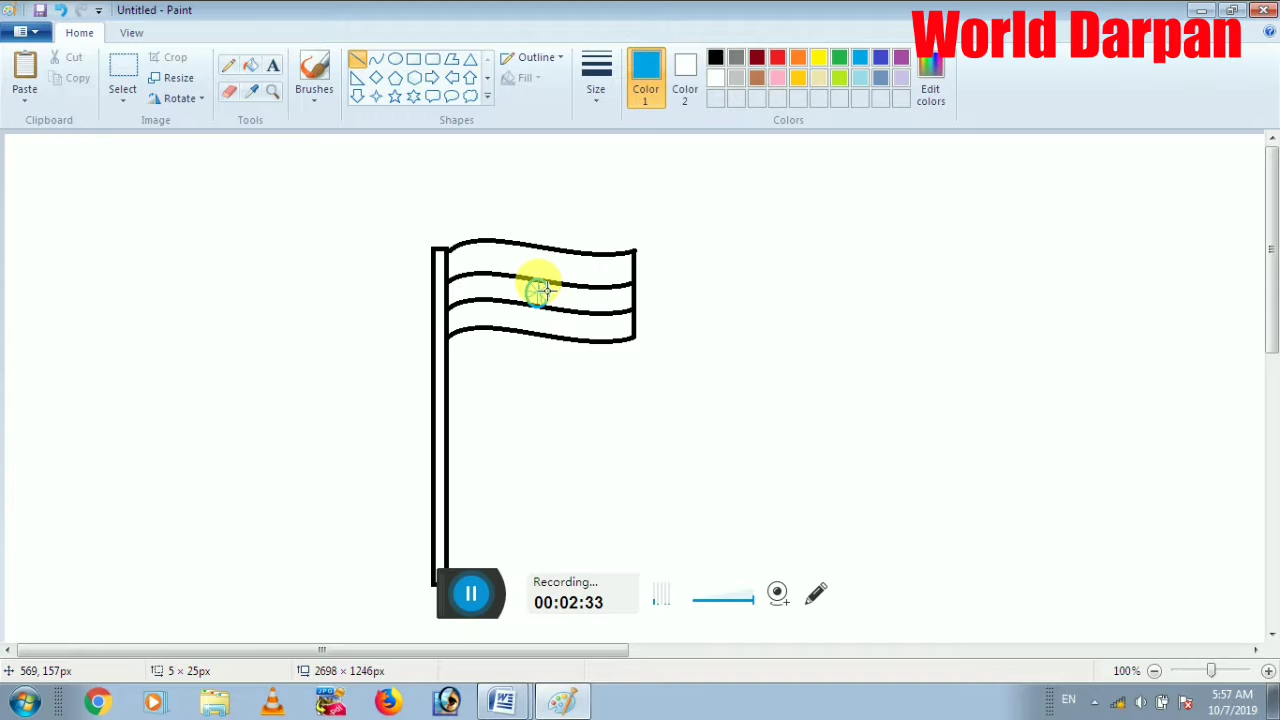 Untitled - Paint
World Darpan
Home
View
Paste
Cut
Copy
Clipboard
Select
Crop
Resize
Rotate
Image
Tools
Brushes
Outline
Fill
Shapes
Size
Color 1
Color 2
Edit colors
Colors
Recording...
00:02:33
569, 157px
5 × 25px
2698 × 1246px
100%
JPG
EN
5:57 AM
10/7/2019